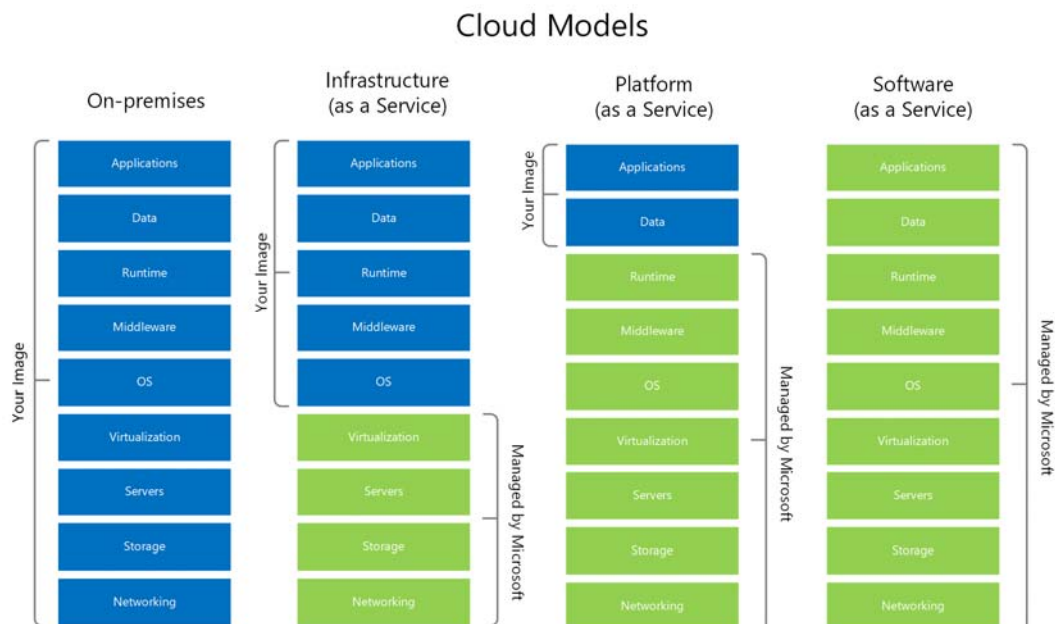 Cloud Models
On-premises
Your Image
Applications
Data
Runtime
Middleware
OS
Virtualization
Servers
Storage
Networking
Infrastructure
(as a Service)
Your Image
Applications
Data
Runtime
Middleware
OS
Virtualization
Servers
Storage
Networking
Managed by Microsoft
Platform
(as a Service)
Your Image
Applications
Data
Runtime
Middleware
OS
Virtualization
Servers
Storage
Networking
Managed by Microsoft
Software
(as a Service)
Applications
Data
Runtime
Middleware
OS
Virtualization
Servers
Storage
Networking
Managed by Microsoft